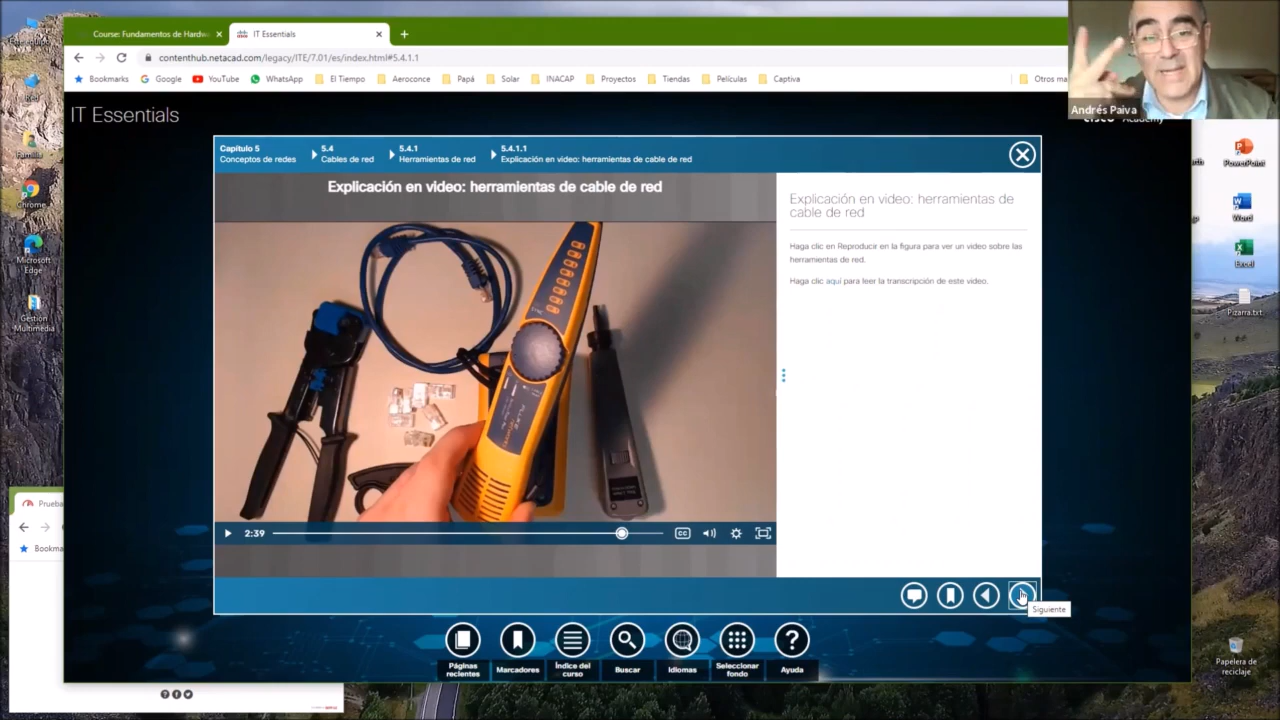 Course: Fundamentos de Hardw
IT Essentials
contenthub.netacad.com/legacy/ITE/7.01/es/index.html#5.4.1.1
Bookmarks Google YouTube WhatsApp El Tiempo Aeroconce Papá Solar INACAP Proyectos Tiendas Películas Captiva Otros ma
Andrés Paiva
IT Essentials
Academy
Capítulo 5
Conceptos de redes
5.4
Cables de red
5.4.1
Herramientas de red
5.4.1.1
Explicación en video: herramientas de cable de red
Explicación en video: herramientas de cable de red
Explicación en video: herramientas de
cable de red
Haga clic en Reproducir en la figura para ver un video sobre las
herramientas de red.
Haga clic aquí para leer la transcripción de este video.
SYNC
2:39
CC
Siguiente
Páginas
recientes
Marcadores
Índice del
curso
Buscar
Idiomas
Seleccionar
fondo
Ayuda
Red
Familia
Chrome
Microsoft
Edge
Gestión
Multimedia
Prueba
Bookma
PowerPoint
Word
Excel
Pizarra.txt
Papelera de
reciclaje